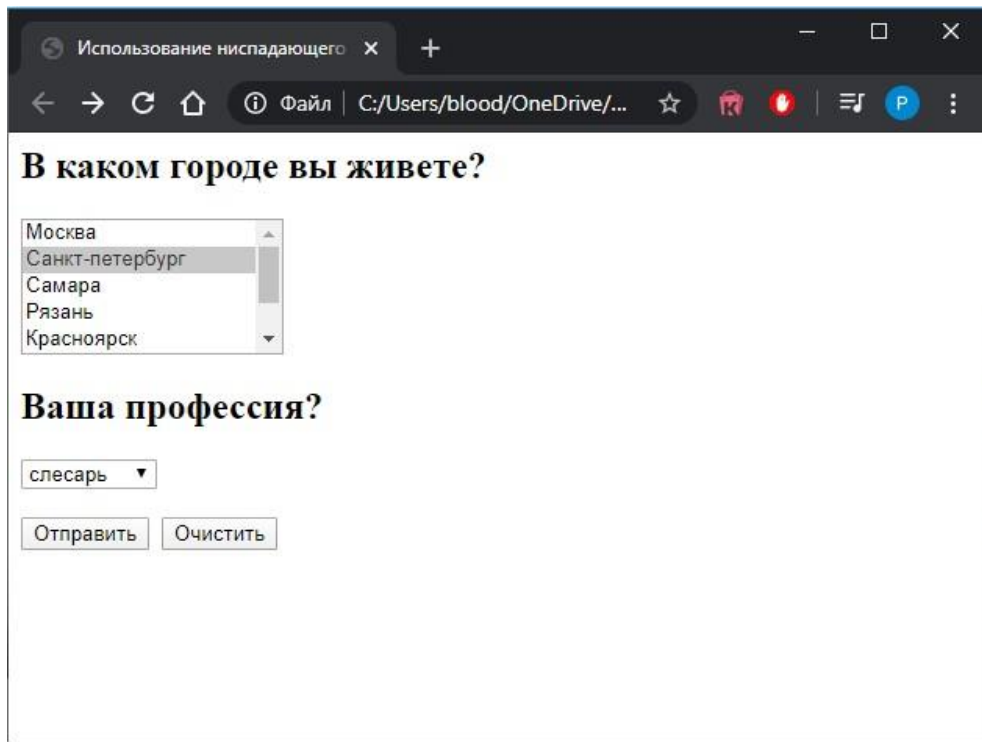 Использование ниспадающего
Файл | C:/Users/blood/OneDrive/...
P
В каком городе вы живете?
Москва
Санкт-петербург
Самара
Рязань
Красноярск
Ваша профессия?
слесарь
Отправить Очистить